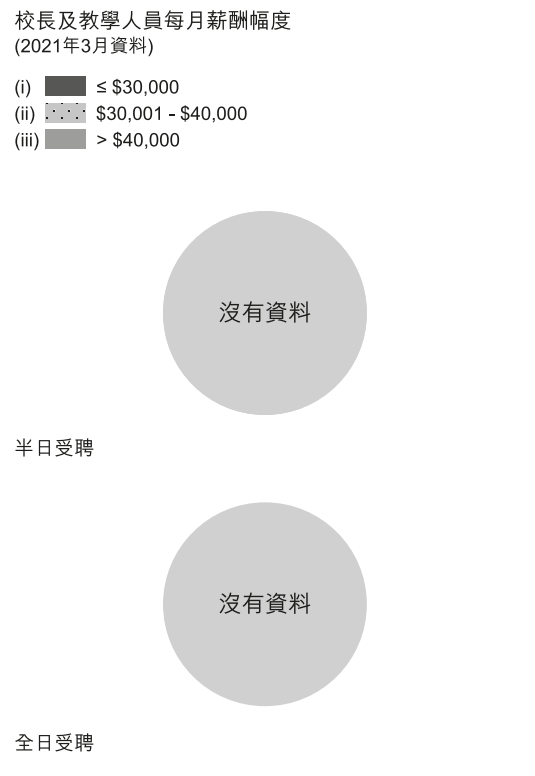 校長及教學人員每月薪酬幅度
(2021年3月資料)
(i) ≤ $30,000
(ii) $30,001 - $40,000
(iii) > $40,000
沒有資料
半日受聘
沒有資料
全日受聘